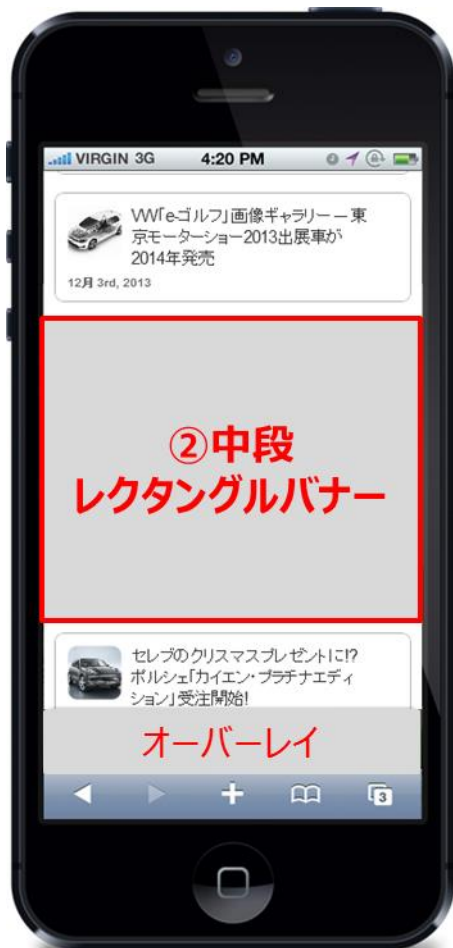 VIRGIN 3G 4:20 PM
VW「e-ゴルフ」画像ギャラリー — 東
京モーターショー2013出展車が
2014年発売
12月 3rd, 2013
②中段
レクタングルバナー
セレブのクリスマスプレゼントに!?
ポルシェ「カイエン・プラチナエディ
ション」受注開始!
オーバーレイ
3